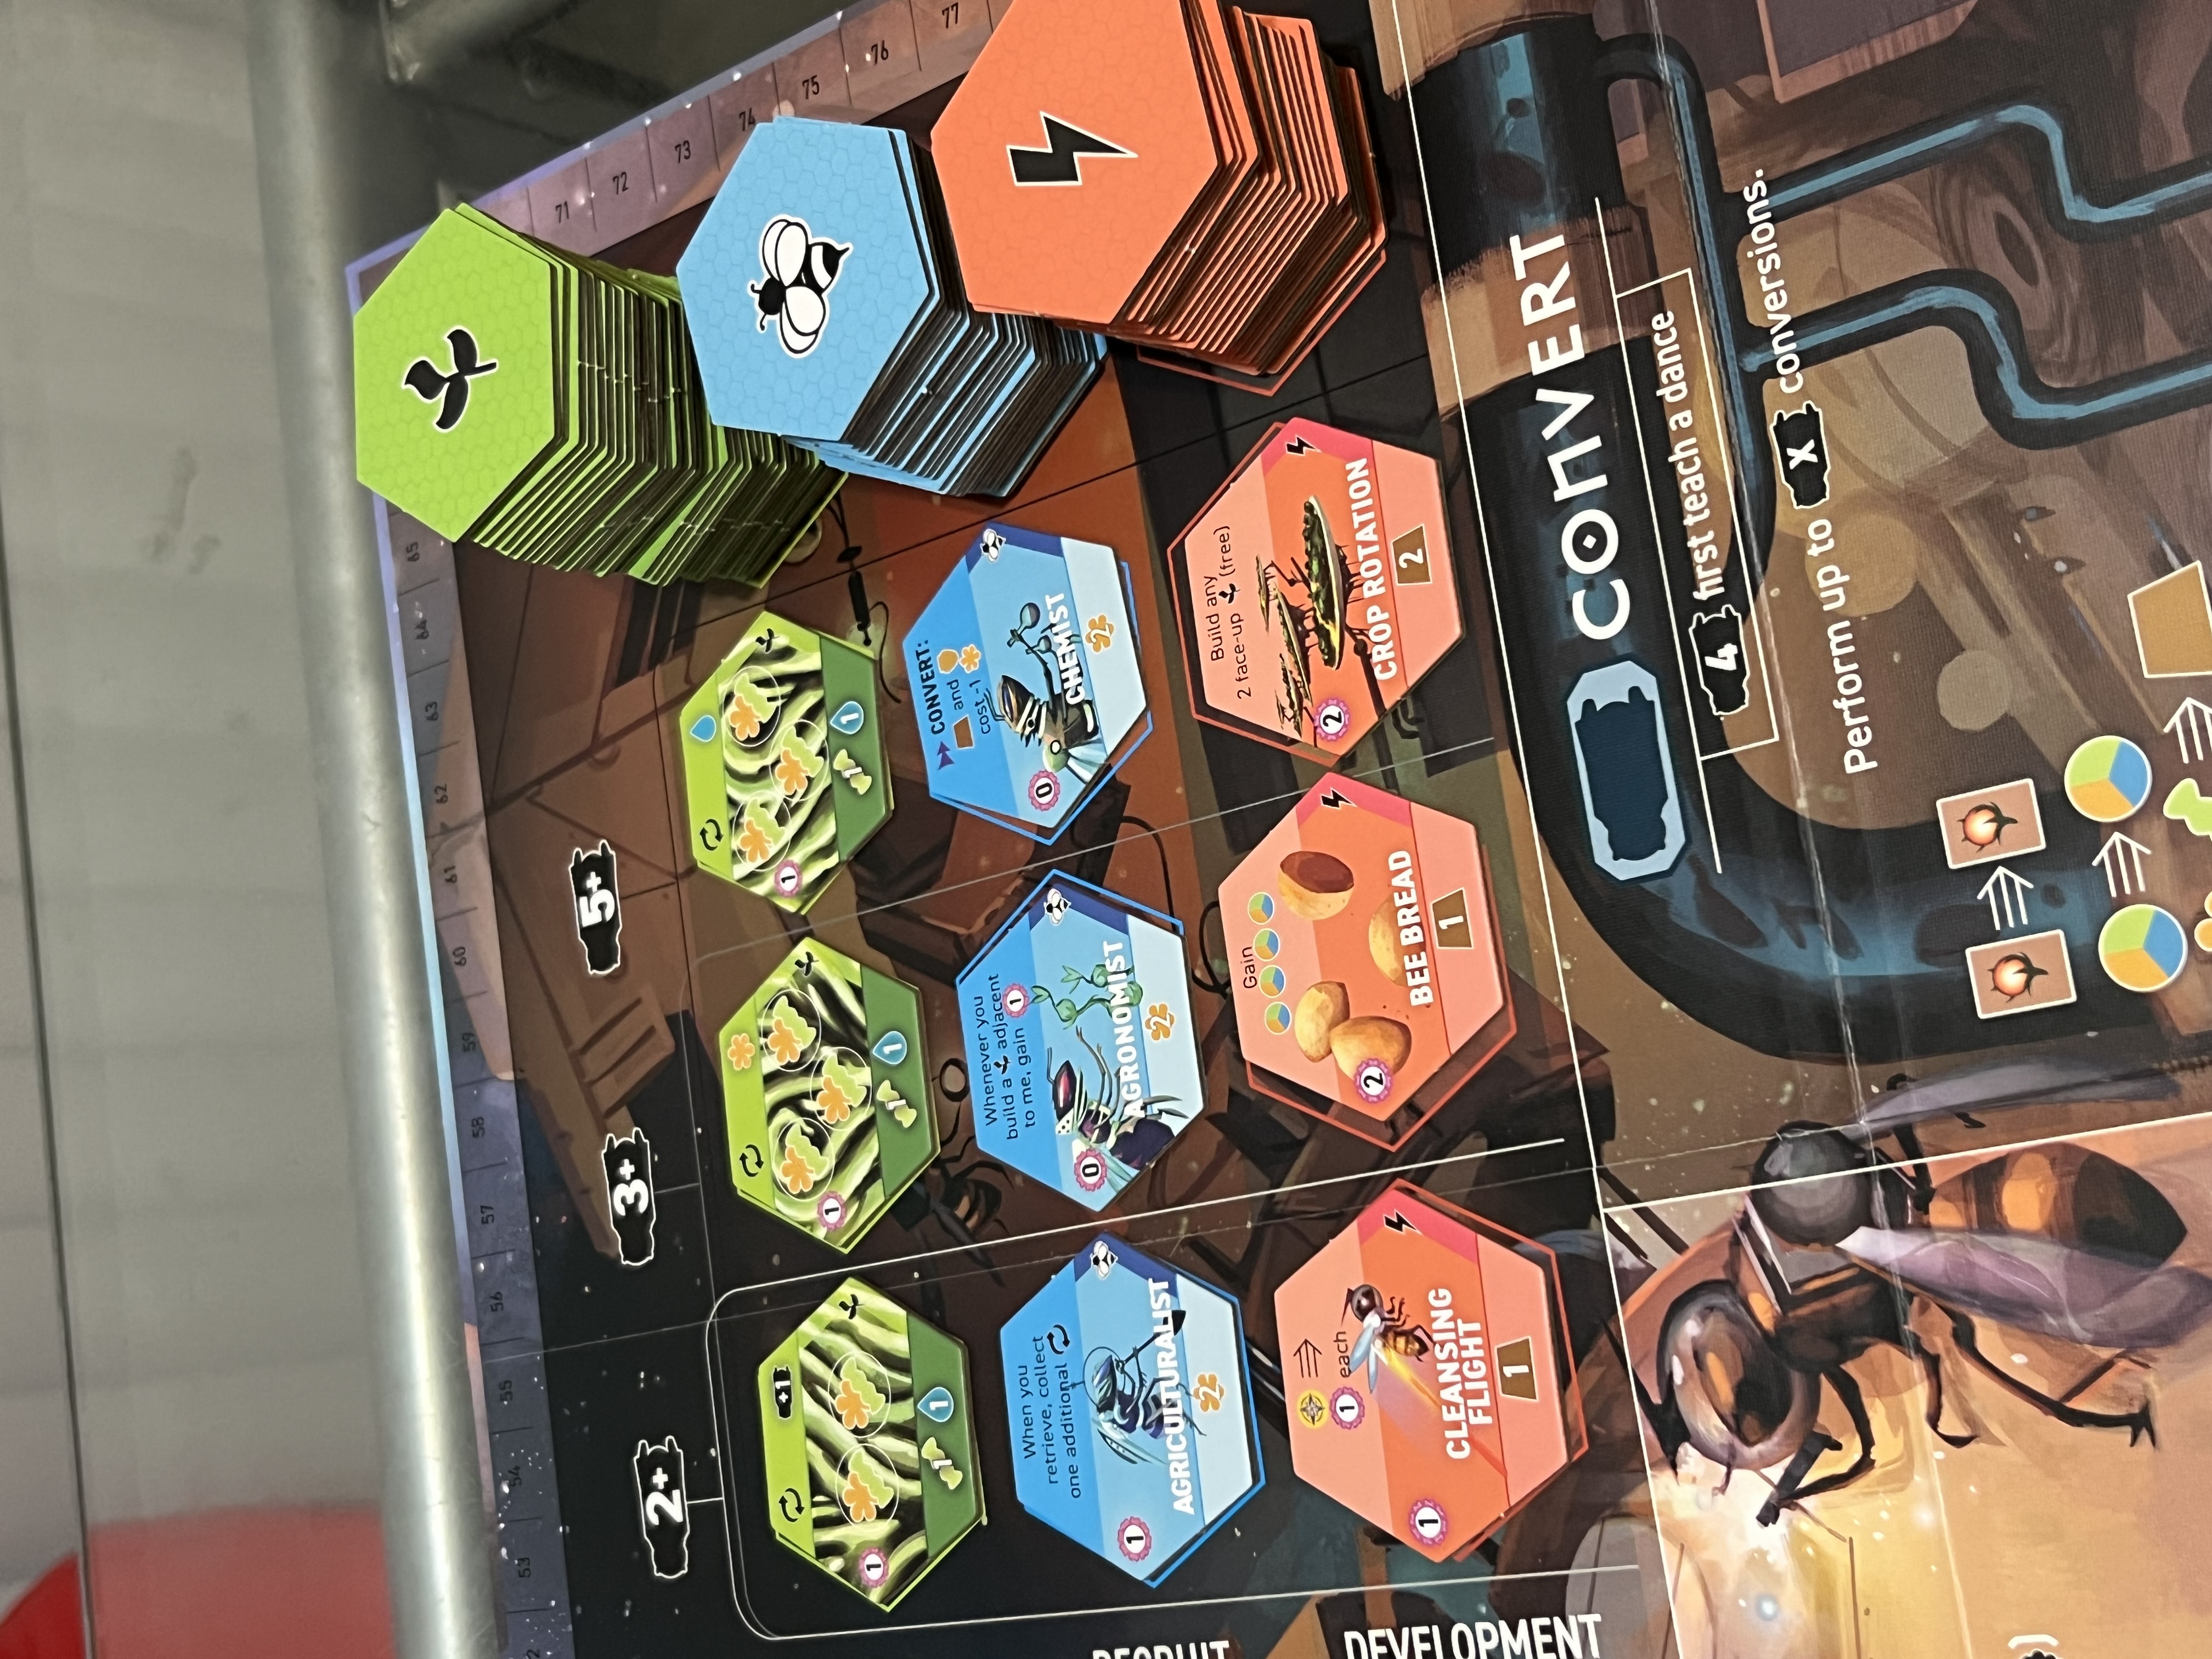 53 54 55 56 57 58 59 60 61 62 63 64 65
71
72
73
74
75
76
77
2+
3+
5+
+1
1
1 1
1
1 1
1
1 1
When you
retrieve, collect
one additional
1
AGRICULTURALIST
2
Whenever you
build a adjacent
to me, gain 1
0
AGRONOMIST
2
CONVERT:
and
cost -1
0
CHEMIST
2
1 each
1
CLEANSING
FLIGHT
1
Gain
2
BEE BREAD
1
Build any
2 face-up (free)
2
CROP ROTATION
2
DEVELOPMENT
CONVERT
4 first teach a dance
Perform up to X conversions.